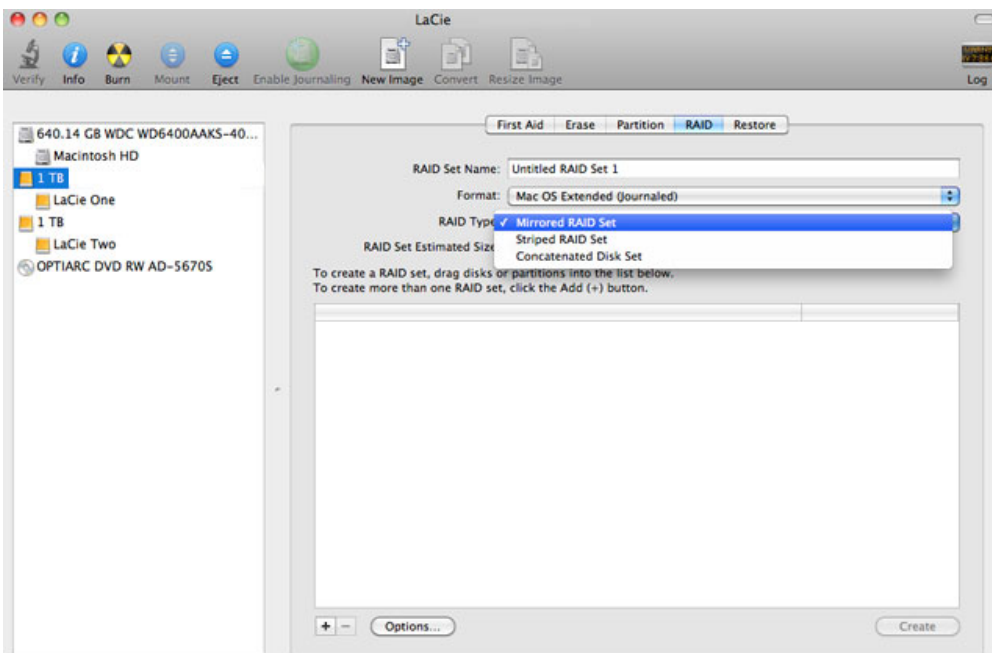 LaCie
Verify Info Burn Mount Eject Enable Journaling New Image Convert Resize Image Log
640.14 GB WDC WD6400AAKS-40...
Macintosh HD
1 TB
LaCie One
1 TB
LaCie Two
OPTIARC DVD RW AD-5670S
First Aid Erase Partition RAID Restore
RAID Set Name: Untitled RAID Set 1
Format: Mac OS Extended (Journaled)
RAID Type ✓ Mirrored RAID Set
Striped RAID Set
Concatenated Disk Set
RAID Set Estimated Size
To create a RAID set, drag disks or partitions into the list below.
To create more than one RAID set, click the Add (+) button.
+ −
Options...
Create